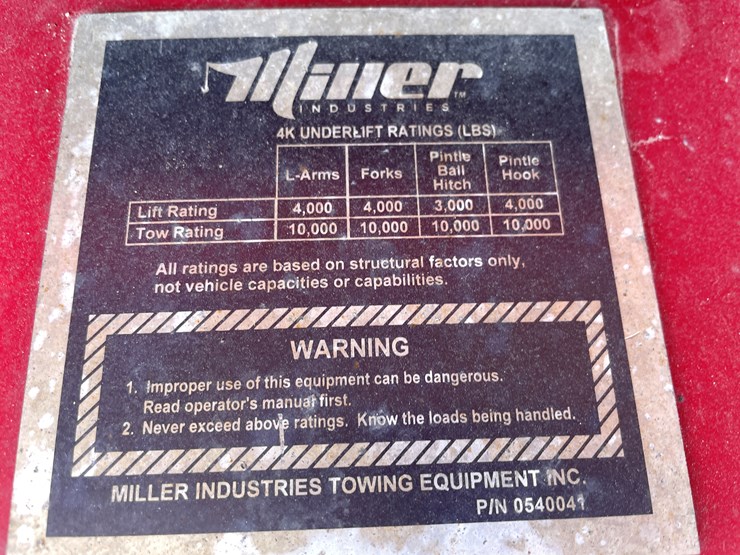 Miller
INDUSTRIES™
4K UNDERLIFT RATINGS (LBS)
L-Arms Forks Pintle Ball Hitch Pintle Hook
Lift Rating 4,000 4,000 3,000 4,000
Tow Rating 10,000 10,000 10,000 10,000
All ratings are based on structural factors only,
not vehicle capacities or capabilities.
WARNING
1. Improper use of this equipment can be dangerous.
Read operator's manual first.
2. Never exceed above ratings. Know the loads being handled.
MILLER INDUSTRIES TOWING EQUIPMENT INC.
P/N 0540041